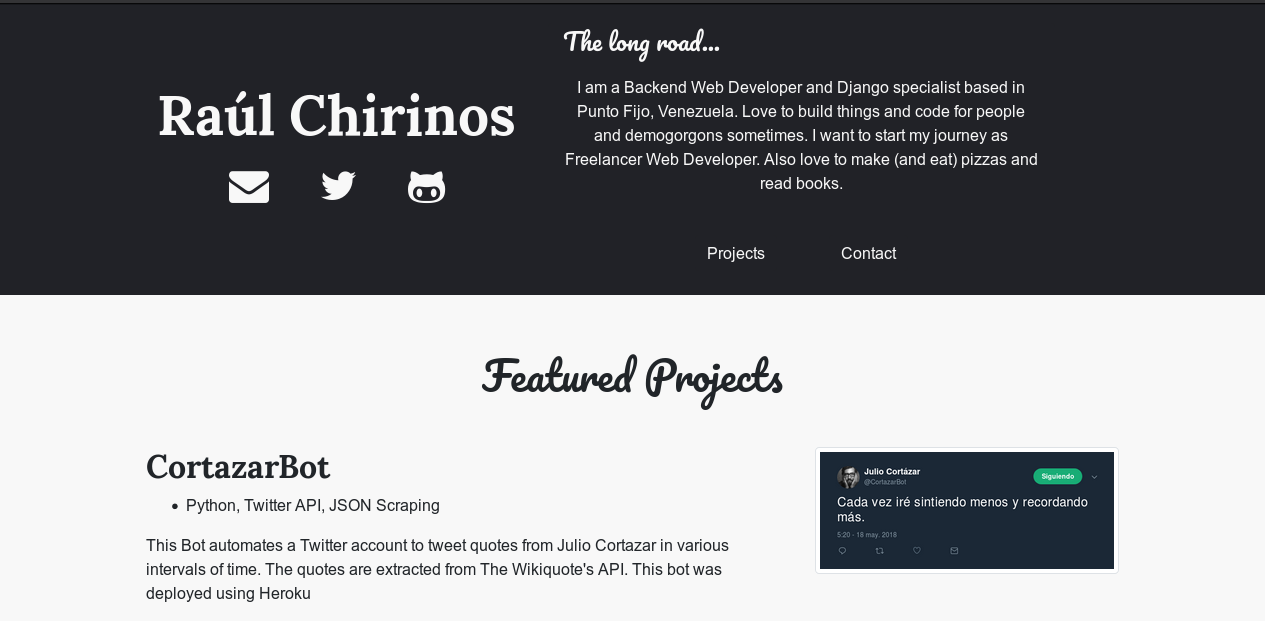 The long road...
Raúl Chirinos
I am a Backend Web Developer and Django specialist based in
Punto Fijo, Venezuela. Love to build things and code for people
and demogorgons sometimes. I want to start my journey as
Freelancer Web Developer. Also love to make (and eat) pizzas and
read books.
Projects Contact
Featured Projects
CortazarBot
• Python, Twitter API, JSON Scraping
This Bot automates a Twitter account to tweet quotes from Julio Cortazar in various
intervals of time. The quotes are extracted from The Wikiquote's API. This bot was
deployed using Heroku
Julio Cortázar
@CortazarBot
Siguiendo
Cada vez iré sintiendo menos y recordando
más.
5:20 - 18 may. 2018